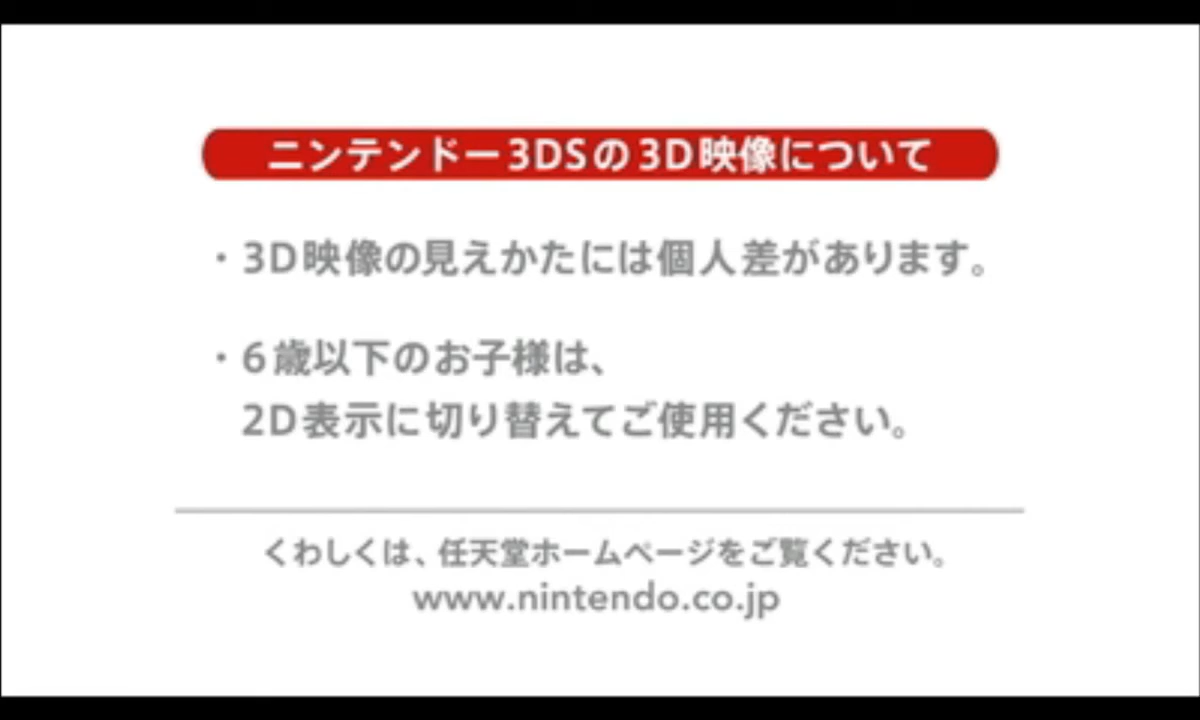 ニンテンドー3DSの3D映像について
・3D映像の見えかたには個人差があります。
・6歳以下のお子様は、
2D表示に切り替えてご使用ください。
くわしくは、任天堂ホームページをご覧ください。
www.nintendo.co.jp